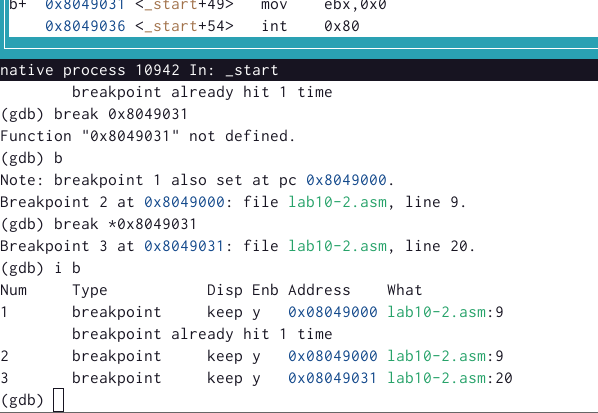 b+  0x8049031 <_start+49>   mov    ebx,0x0
    0x8049036 <_start+54>   int    0x80
native process 10942 In: _start
        breakpoint already hit 1 time
(gdb) break 0x8049031
Function "0x8049031" not defined.
(gdb) b
Note: breakpoint 1 also set at pc 0x8049000.
Breakpoint 2 at 0x8049000: file lab10-2.asm, line 9.
(gdb) break *0x8049031
Breakpoint 3 at 0x8049031: file lab10-2.asm, line 20.
(gdb) i b
Num     Type           Disp Enb Address    What
1       breakpoint     keep y   0x08049000 lab10-2.asm:9
        breakpoint already hit 1 time
2       breakpoint     keep y   0x08049000 lab10-2.asm:9
3       breakpoint     keep y   0x08049031 lab10-2.asm:20
(gdb)